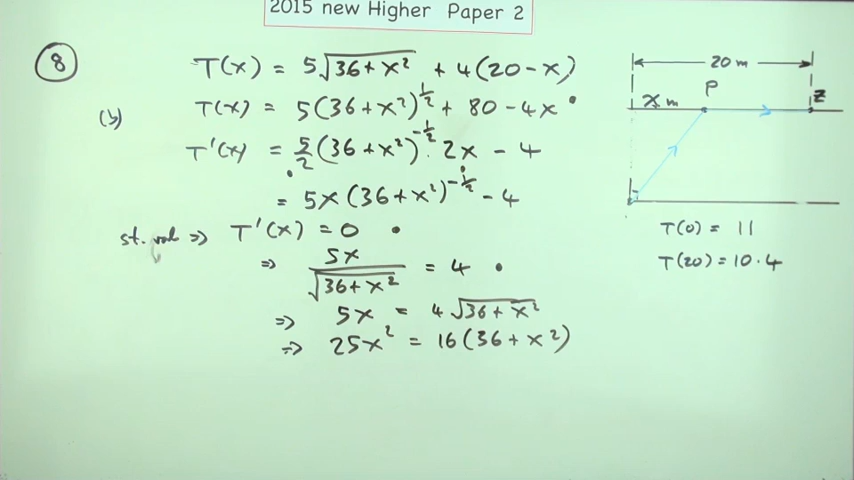 2015 new Higher Paper 2
8
T(x) = 5√(36+x²) + 4(20-x)
(b) T(x) = 5(36+x²)^½ + 80 - 4x
T'(x) = 5/2(36+x²)^-½ . 2x - 4
= 5x(36+x²)^-½ - 4
st. val ⇒ T'(x) = 0
⇒ 5x/√(36+x²) = 4
⇒ 5x = 4√(36+x²)
⇒ 25x² = 16(36+x²)
20 m
P
x m
Z
T(0) = 11
T(20) = 10.4